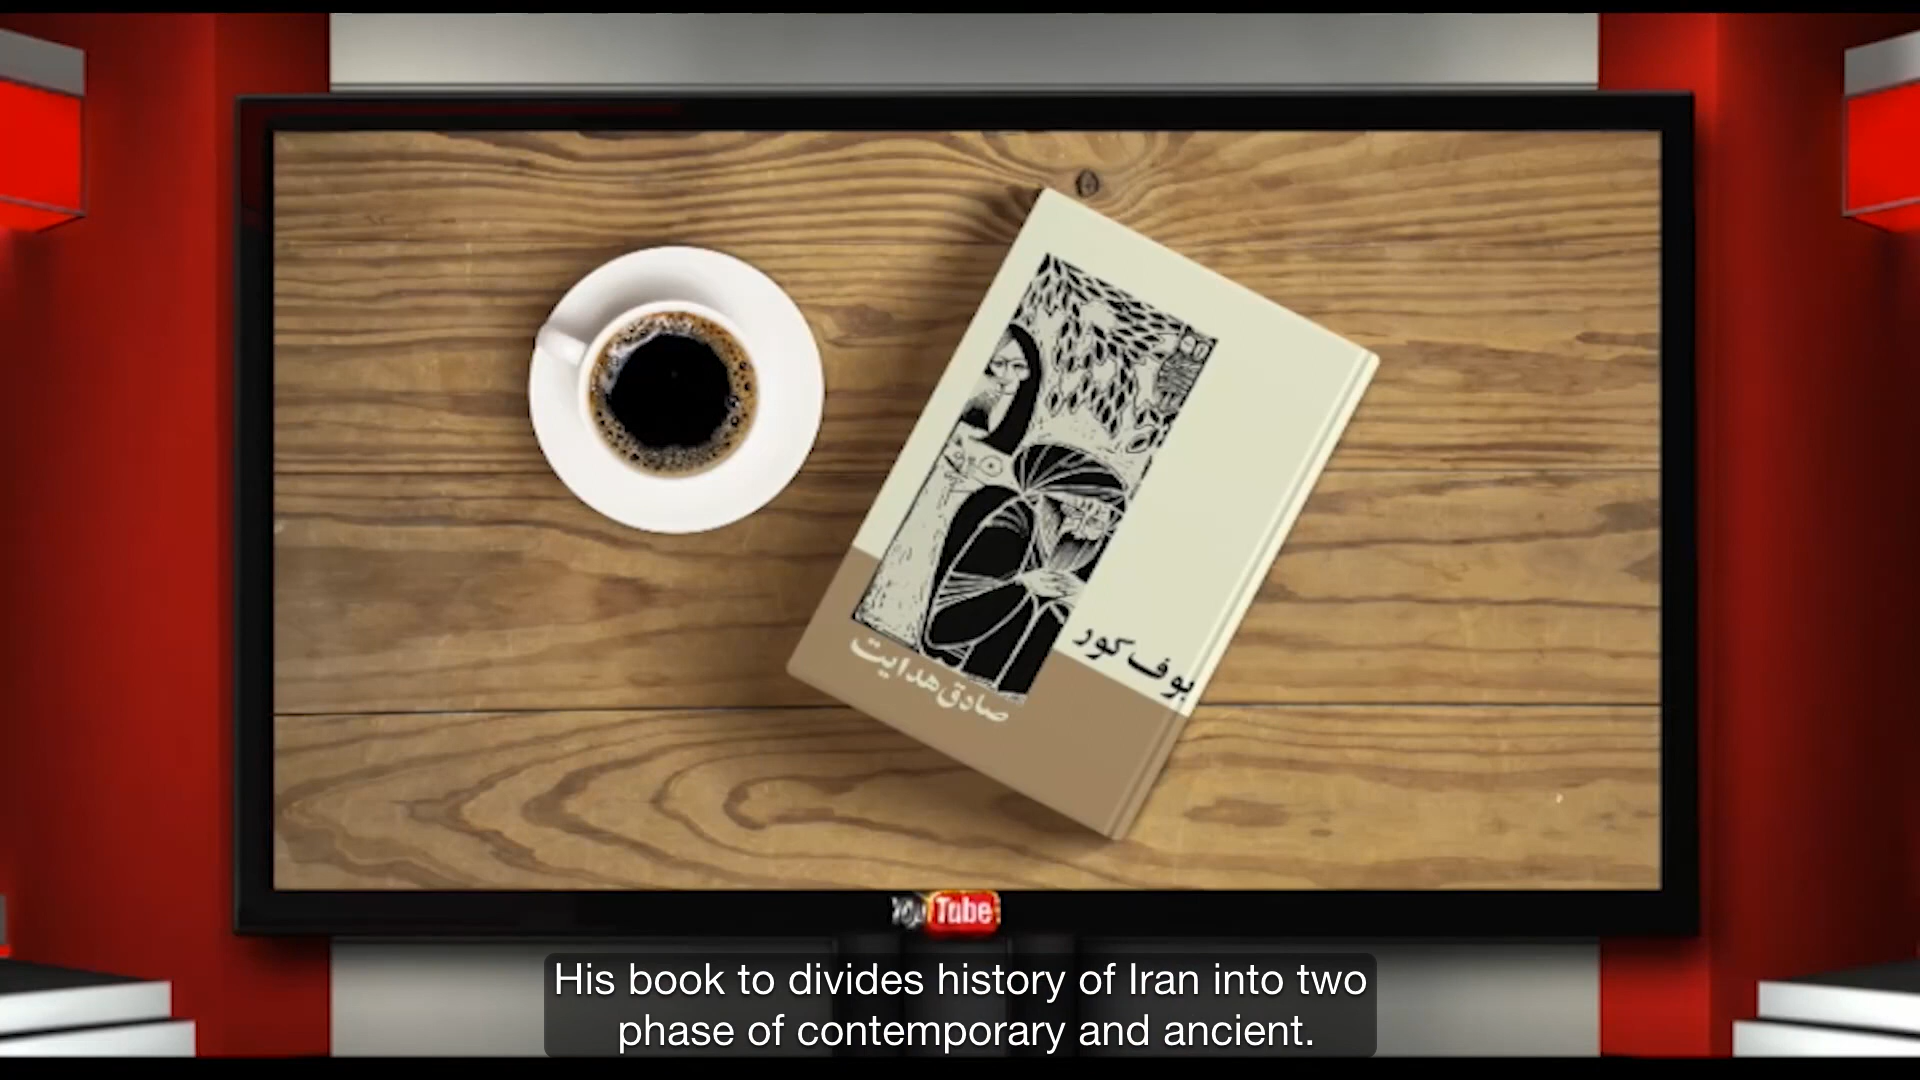 بوف کور
صادق هدایت
YouTube
His book to divides history of Iran into two
phase of contemporary and ancient.